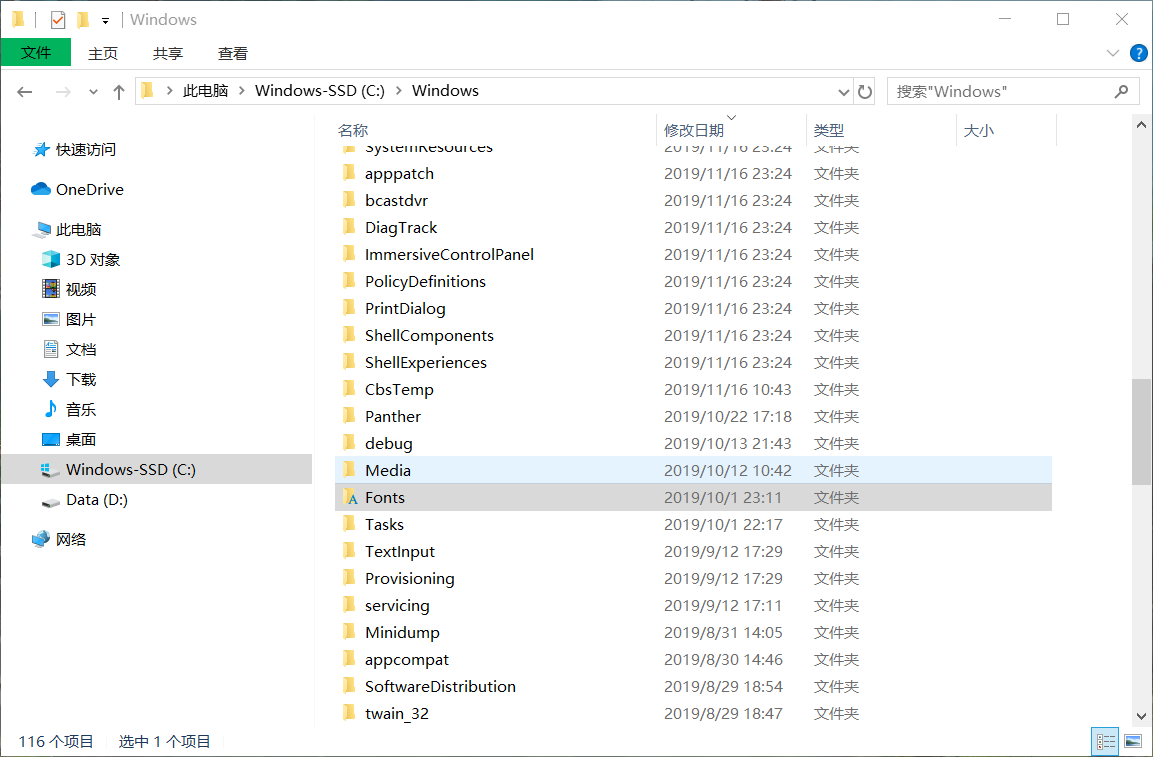 Windows
文件 主页 共享 查看
此电脑 Windows-SSD (C:) Windows
搜索"Windows"
名称 修改日期 类型 大小
快速访问
OneDrive
此电脑
3D 对象
视频
图片
文档
下载
音乐
桌面
Windows-SSD (C:)
Data (D:)
网络
SystemResources 2019/11/16 23:24 文件夹
apppatch 2019/11/16 23:24 文件夹
bcastdvr 2019/11/16 23:24 文件夹
DiagTrack 2019/11/16 23:24 文件夹
ImmersiveControlPanel 2019/11/16 23:24 文件夹
PolicyDefinitions 2019/11/16 23:24 文件夹
PrintDialog 2019/11/16 23:24 文件夹
ShellComponents 2019/11/16 23:24 文件夹
ShellExperiences 2019/11/16 23:24 文件夹
CbsTemp 2019/11/16 10:43 文件夹
Panther 2019/10/22 17:18 文件夹
debug 2019/10/13 21:43 文件夹
Media 2019/10/12 10:42 文件夹
Fonts 2019/10/1 23:11 文件夹
Tasks 2019/10/1 22:17 文件夹
TextInput 2019/9/12 17:29 文件夹
Provisioning 2019/9/12 17:29 文件夹
servicing 2019/9/12 17:11 文件夹
Minidump 2019/8/31 14:05 文件夹
appcompat 2019/8/30 14:46 文件夹
SoftwareDistribution 2019/8/29 18:54 文件夹
twain_32 2019/8/29 18:47 文件夹
116 个项目 选中 1 个项目